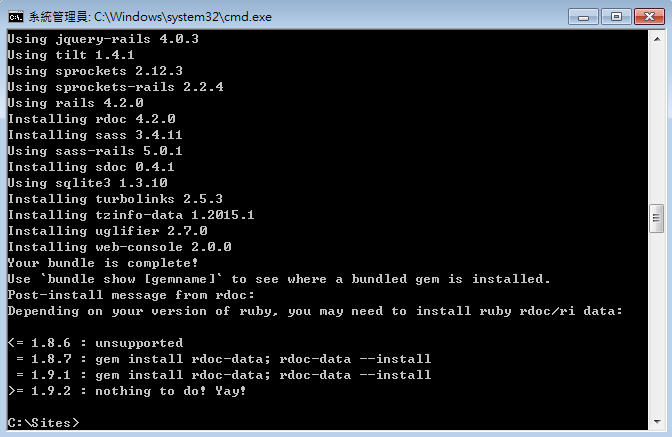 系統管理員: C:\Windows\system32\cmd.exe
Using jquery-rails 4.0.3
Using tilt 1.4.1
Using sprockets 2.12.3
Using sprockets-rails 2.2.4
Using rails 4.2.0
Installing rdoc 4.2.0
Installing sass 3.4.11
Using sass-rails 5.0.1
Installing sdoc 0.4.1
Using sqlite3 1.3.10
Installing turbolinks 2.5.3
Installing tzinfo-data 1.2015.1
Installing uglifier 2.7.0
Installing web-console 2.0.0
Your bundle is complete!
Use `bundle show [gemname]` to see where a bundled gem is installed.
Post-install message from rdoc:
Depending on your version of ruby, you may need to install ruby rdoc/ri data:
<= 1.8.6 : unsupported
= 1.8.7 : gem install rdoc-data; rdoc-data --install
= 1.9.1 : gem install rdoc-data; rdoc-data --install
>= 1.9.2 : nothing to do! Yay!
C:\Sites>